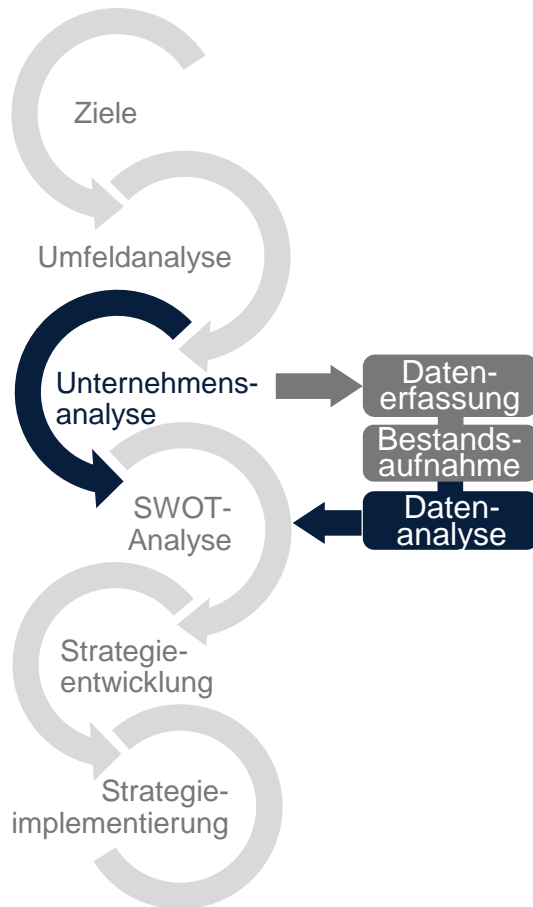 Ziele
Umfeldanalyse
Unternehmens-
analyse
Daten-
erfassung
Bestands-
aufnahme
Daten-
analyse
SWOT-
Analyse
Strategie-
entwicklung
Strategie-
implementierung